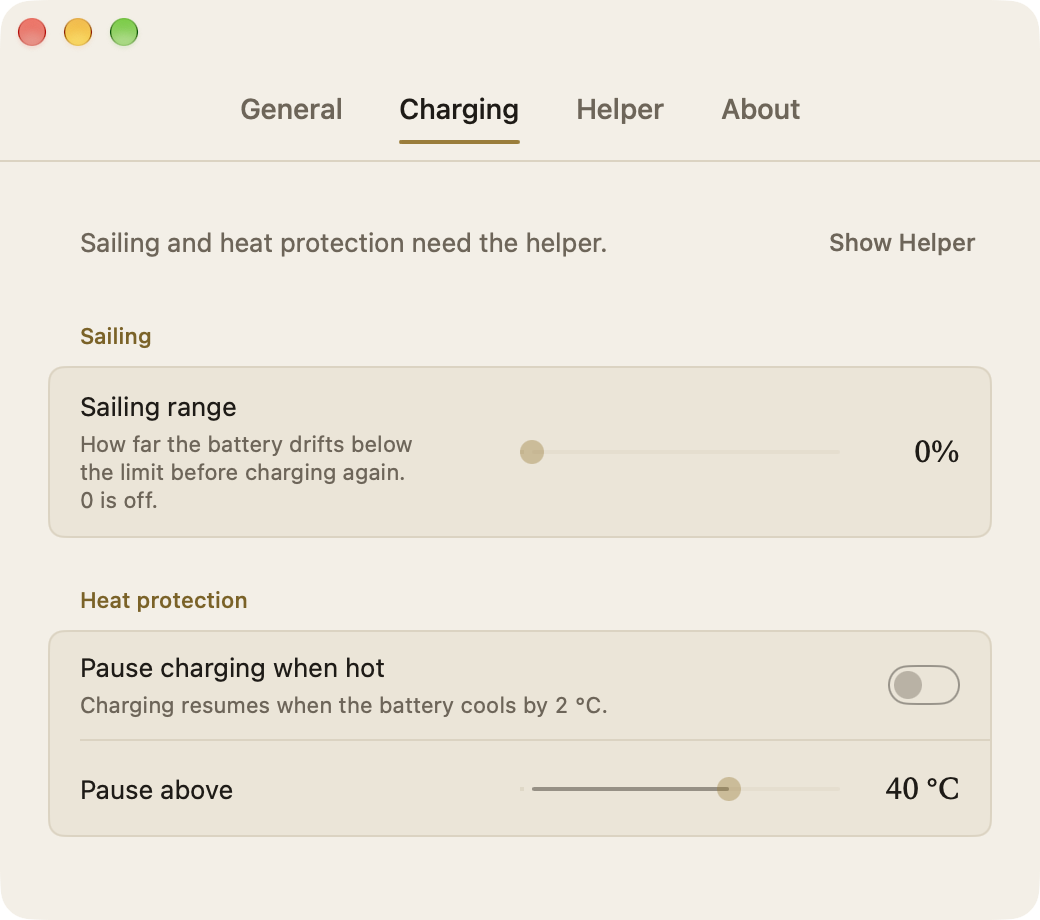 General Charging Helper About
Sailing and heat protection need the helper. Show Helper
Sailing
Sailing range
How far the battery drifts below
the limit before charging again.
0 is off.
0%
Heat protection
Pause charging when hot
Charging resumes when the battery cools by 2 °C.
Pause above 40 °C